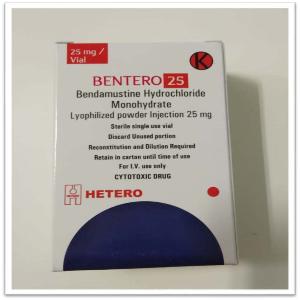 25 mg /
Vial
K
BENTERO 25
Bendamustine Hydrochloride
Monohydrate
Lyophilized powder Injection 25 mg
Sterile single use vial
Discard Unused portion
Reconstitution and Dilution Required
Retain in carton until time of use
For I.V. use only
CYTOTOXIC DRUG
HETERO